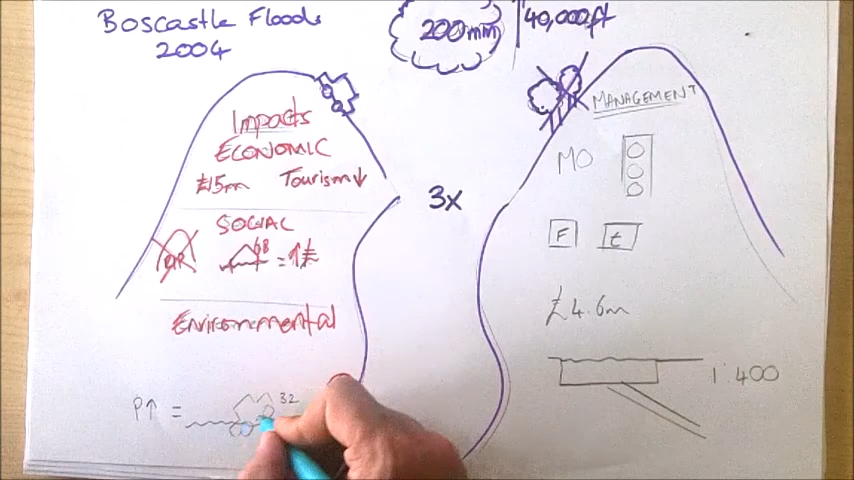 Boscastle Floods
2004
200mm
40,000ft
Impacts
ECONOMIC
£15m Tourism↓
SOCIAL
68 = ↑£
Environmental
P↑ = 32
3x
MANAGEMENT
MO
F t
£4.6m
1:400